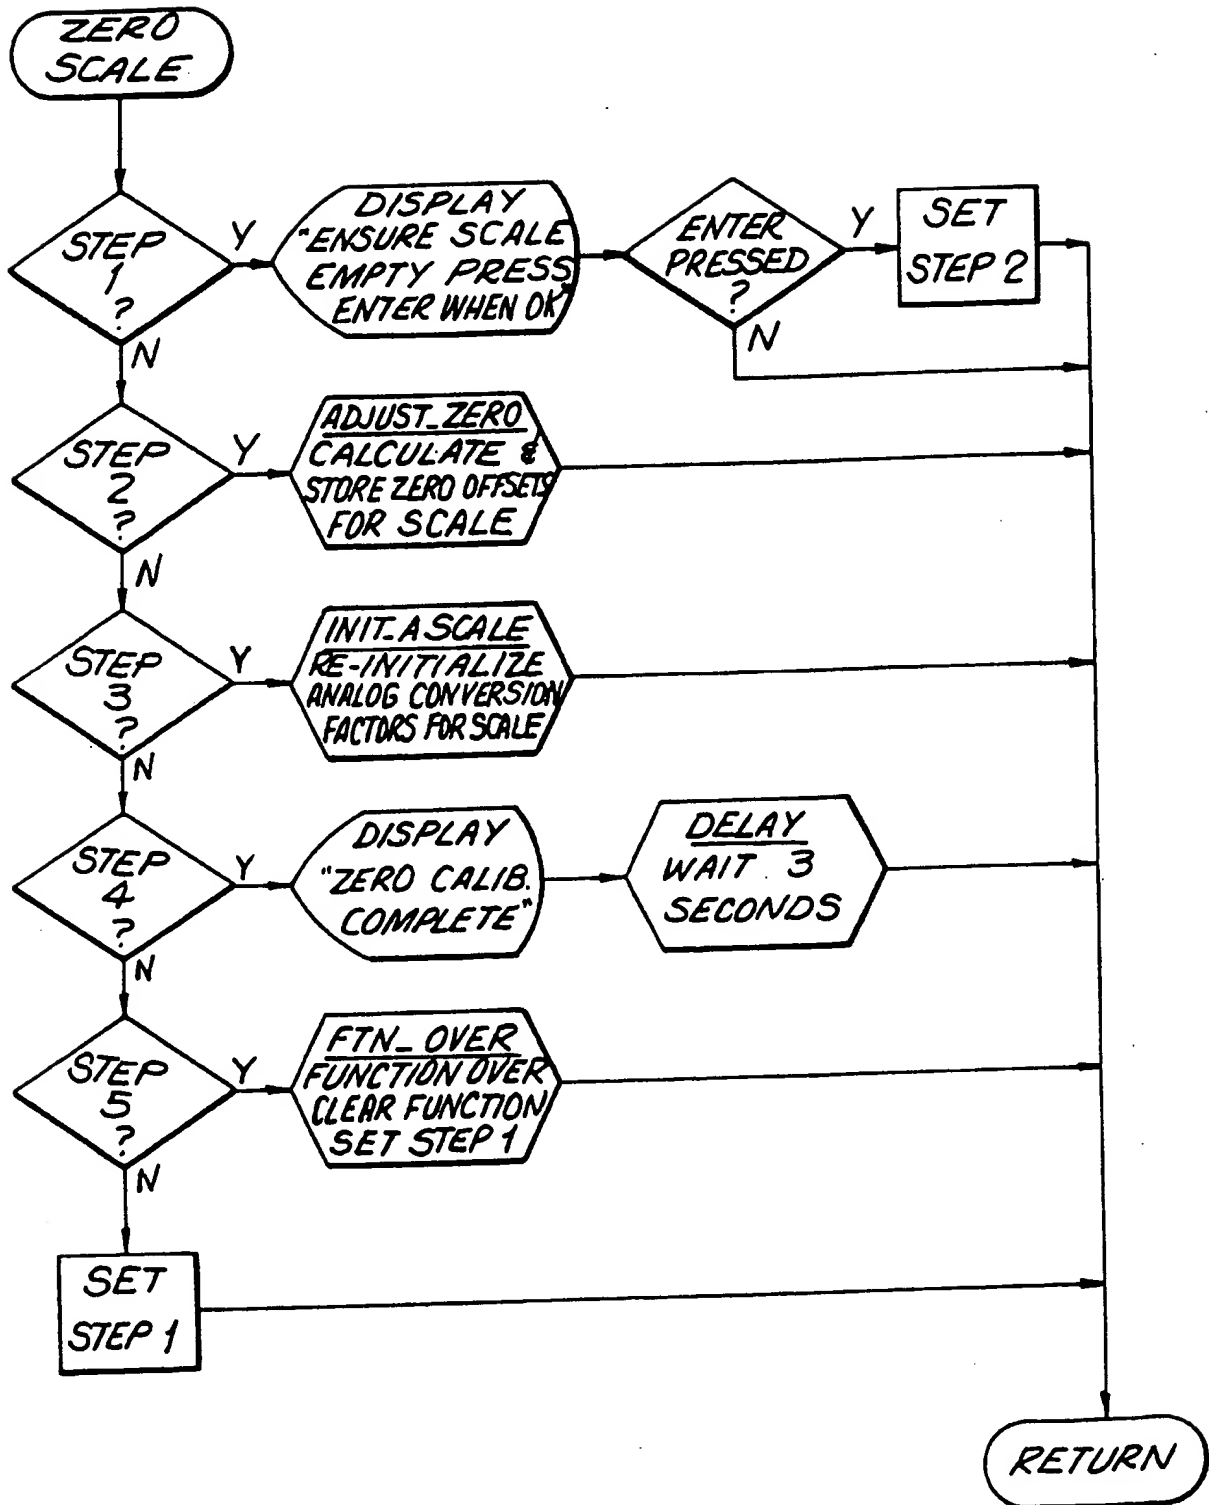 ZERO
SCALE
STEP
1
?
Y
DISPLAY
"ENSURE SCALE
EMPTY PRESS
ENTER WHEN OK"
ENTER
PRESSED
?
Y
SET
STEP 2
N
N
STEP
2
?
Y
ADJUST_ZERO
CALCULATE &
STORE ZERO OFFSETS
FOR SCALE
N
STEP
3
?
Y
INIT_ASCALE
RE-INITIALIZE
ANALOG CONVERSION
FACTORS FOR SCALE
N
STEP
4
?
Y
DISPLAY
"ZERO CALIB.
COMPLETE"
DELAY
WAIT 3
SECONDS
N
STEP
5
?
Y
FTN_OVER
FUNCTION OVER
CLEAR FUNCTION
SET STEP 1
N
SET
STEP 1
RETURN